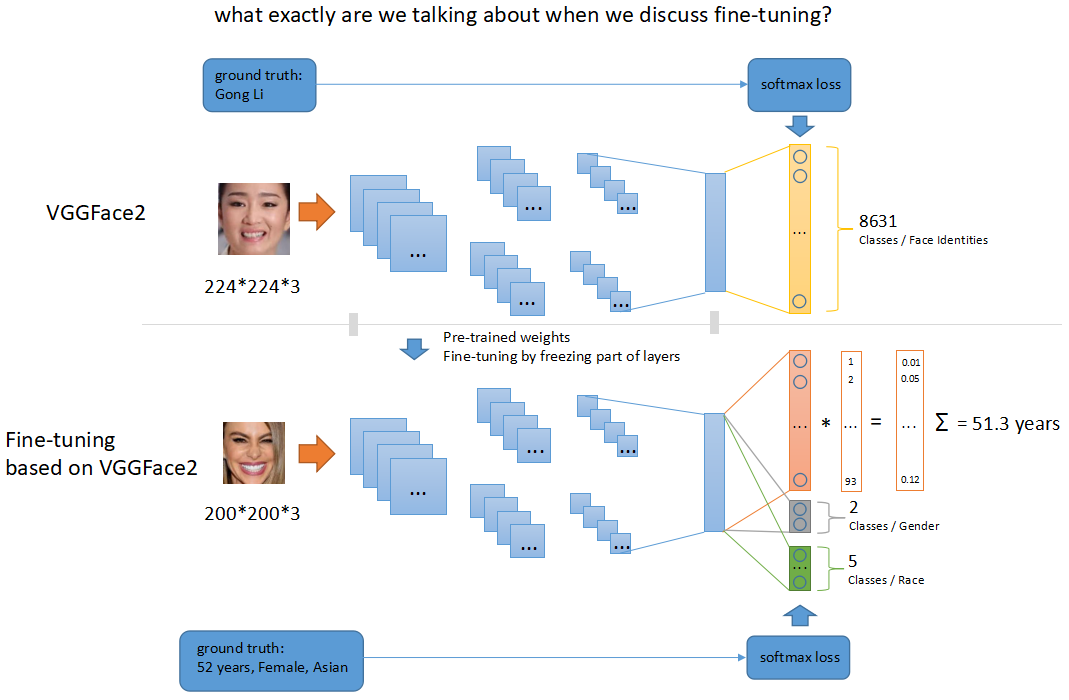 what exactly are we talking about when we discuss fine-tuning?
ground truth:
Gong Li
softmax loss
VGGFace2
224*224*3
...
...
...
...
...
...
8631
Classes / Face Identities
Pre-trained weights
Fine-tuning by freezing part of layers
Fine-tuning
based on VGGFace2
200*200*3
...
...
...
...
...
...
*
1
2
...
93
=
0.01
0.05
...
0.12
Σ = 51.3 years
2
Classes / Gender
...
5
Classes / Race
ground truth:
52 years, Female, Asian
softmax loss